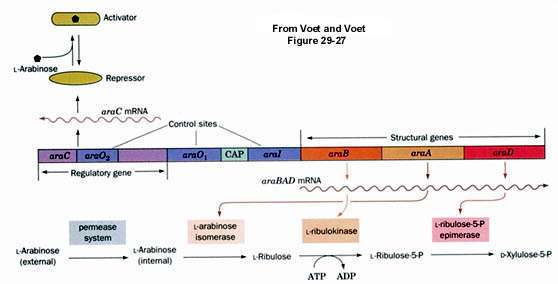 Activator
From Voet and Voet
Figure 29-27
L-Arabinose
Repressor
araC mRNA
Control sites
Structural genes
araC araO2 araO1 CAP araI araB araA araD
Regulatory gene
araBAD mRNA
permease
system
L-arabinose
isomerase
L-ribulokinase
L-ribulose-5-P
epimerase
L-Arabinose
(external)
L-Arabinose
(internal)
L-Ribulose
L-Ribulose-5-P
D-Xylulose-5-P
ATP ADP